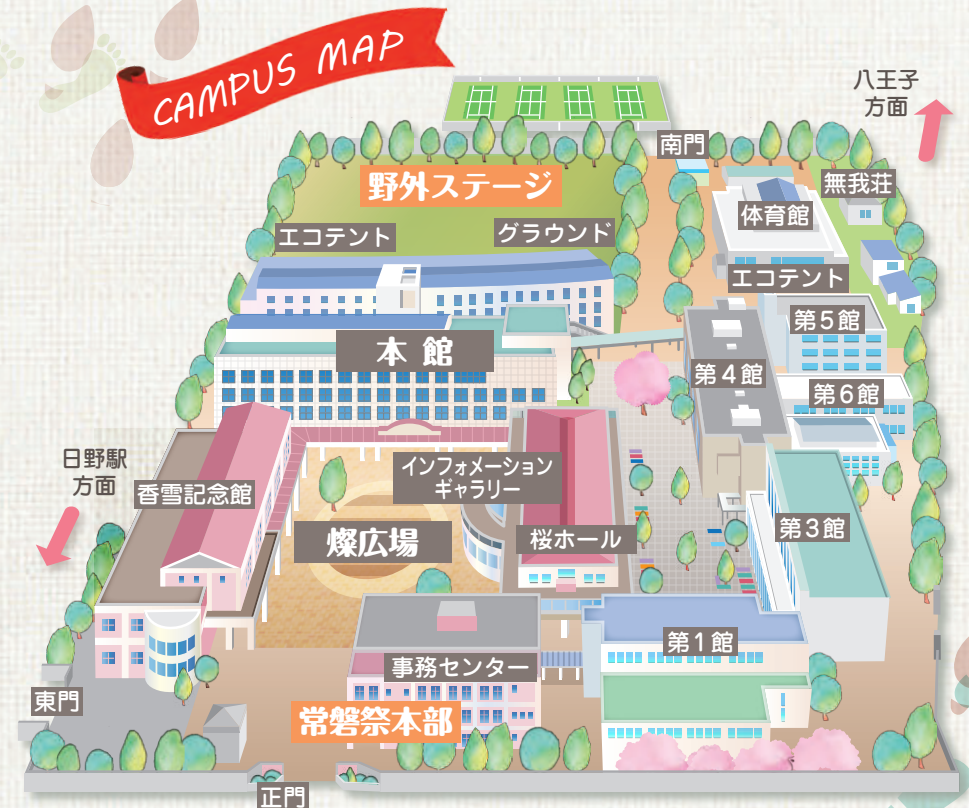 CAMPUS MAP
八王子
方面
南門
野外ステージ
無我荘
体育館
エコテント
グラウンド
エコテント
第5館
本館
第4館
第6館
日野駅
方面
インフォメーション
ギャラリー
香雪記念館
燦広場
桜ホール
第3館
第1館
事務センター
東門
常磐祭本部
正門